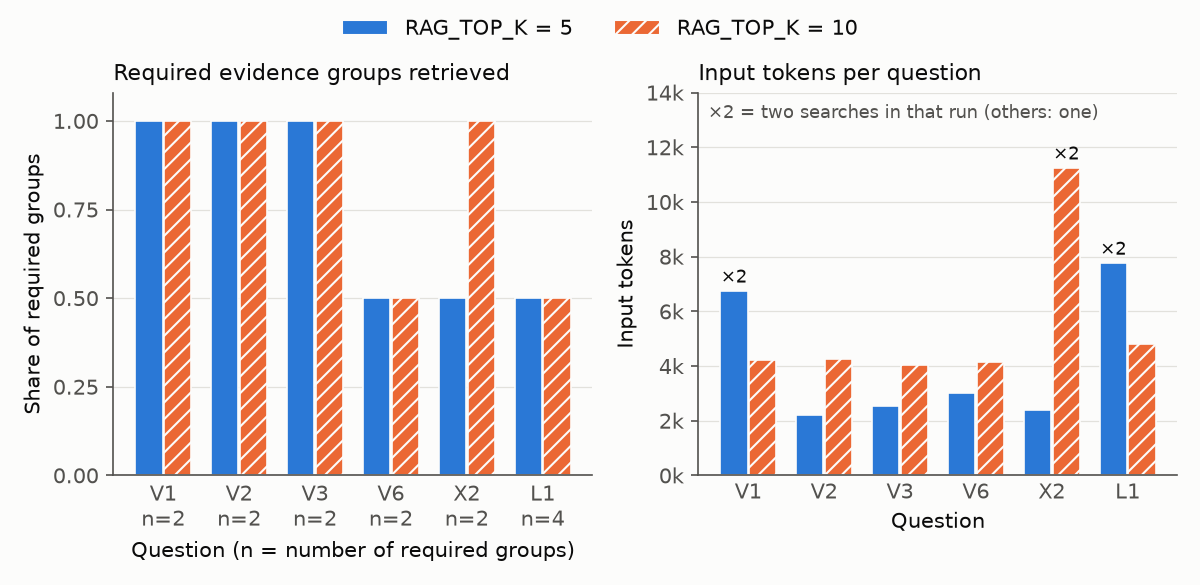 RAG_TOP_K = 5
RAG_TOP_K = 10
Required evidence groups retrieved
Share of required groups
1.00
0.75
0.50
0.25
0.00
V1 V2 V3 V6 X2 L1
n=2 n=2 n=2 n=2 n=2 n=4
Question (n = number of required groups)
Input tokens per question
×2 = two searches in that run (others: one)
Input tokens
14k
12k
10k
8k
6k
4k
2k
0k
×2
×2
×2
V1 V2 V3 V6 X2 L1
Question